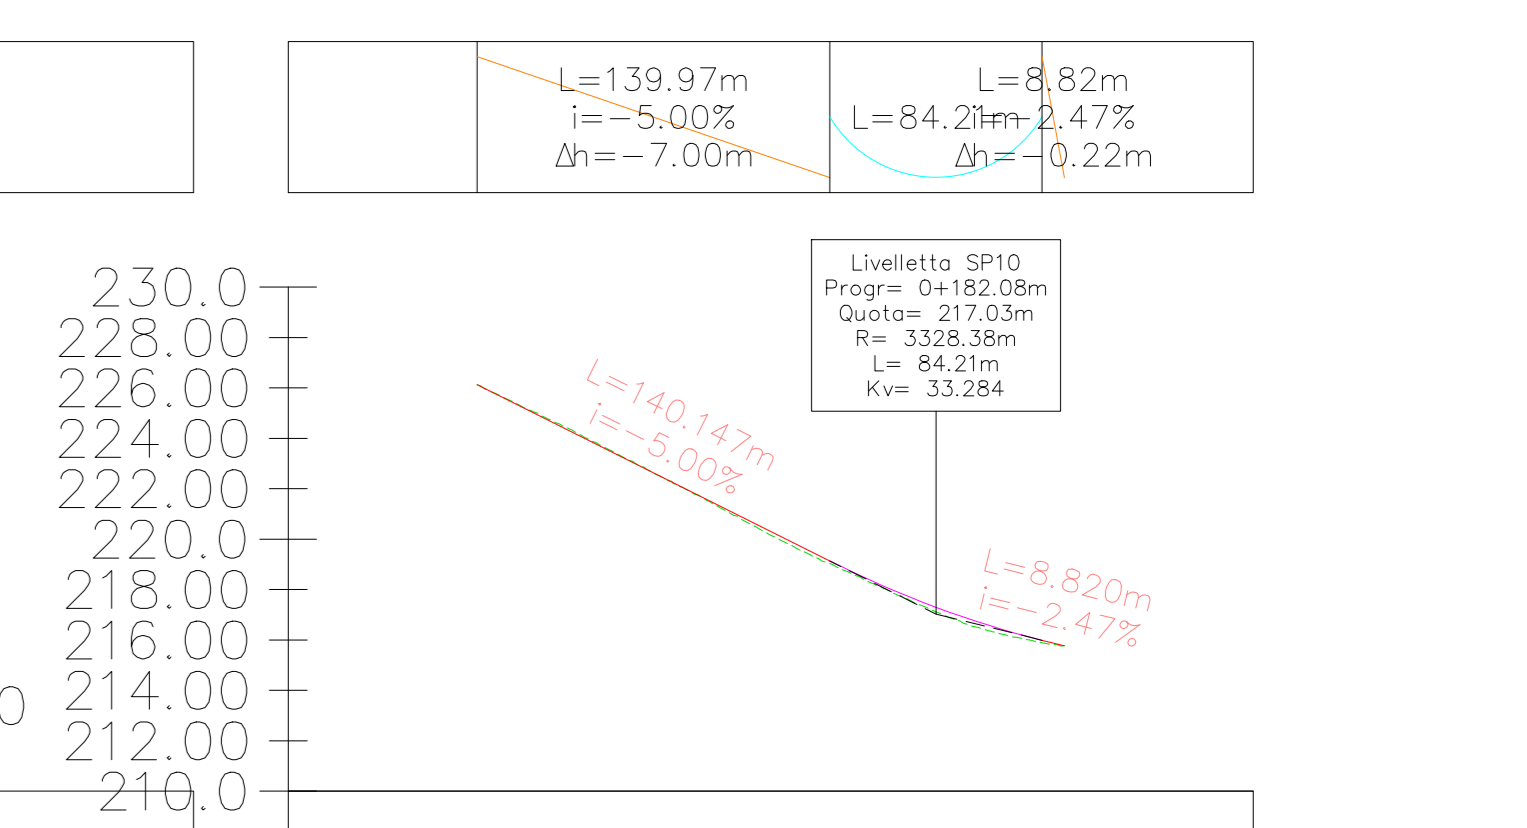 L=139.97m
i=-5.00%
Δh=-7.00m
L=84.21m
L=8.82m
i=-2.47%
Δh=-0.22m
Livelletta SP10
Progr= 0+182.08m
Quota= 217.03m
R= 3328.38m
L= 84.21m
Kv= 33.284
230.0
228.00
226.00
224.00
222.00
220.0
218.00
216.00
214.00
212.00
210.0
L=140.147m
i=-5.00%
L=8.820m
i=-2.47%
0